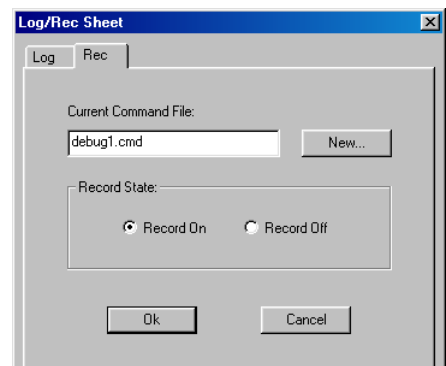 Log/Rec Sheet
Log Rec
Current Command File:
debug1.cmd New...
Record State:
Record On Record Off
Ok Cancel